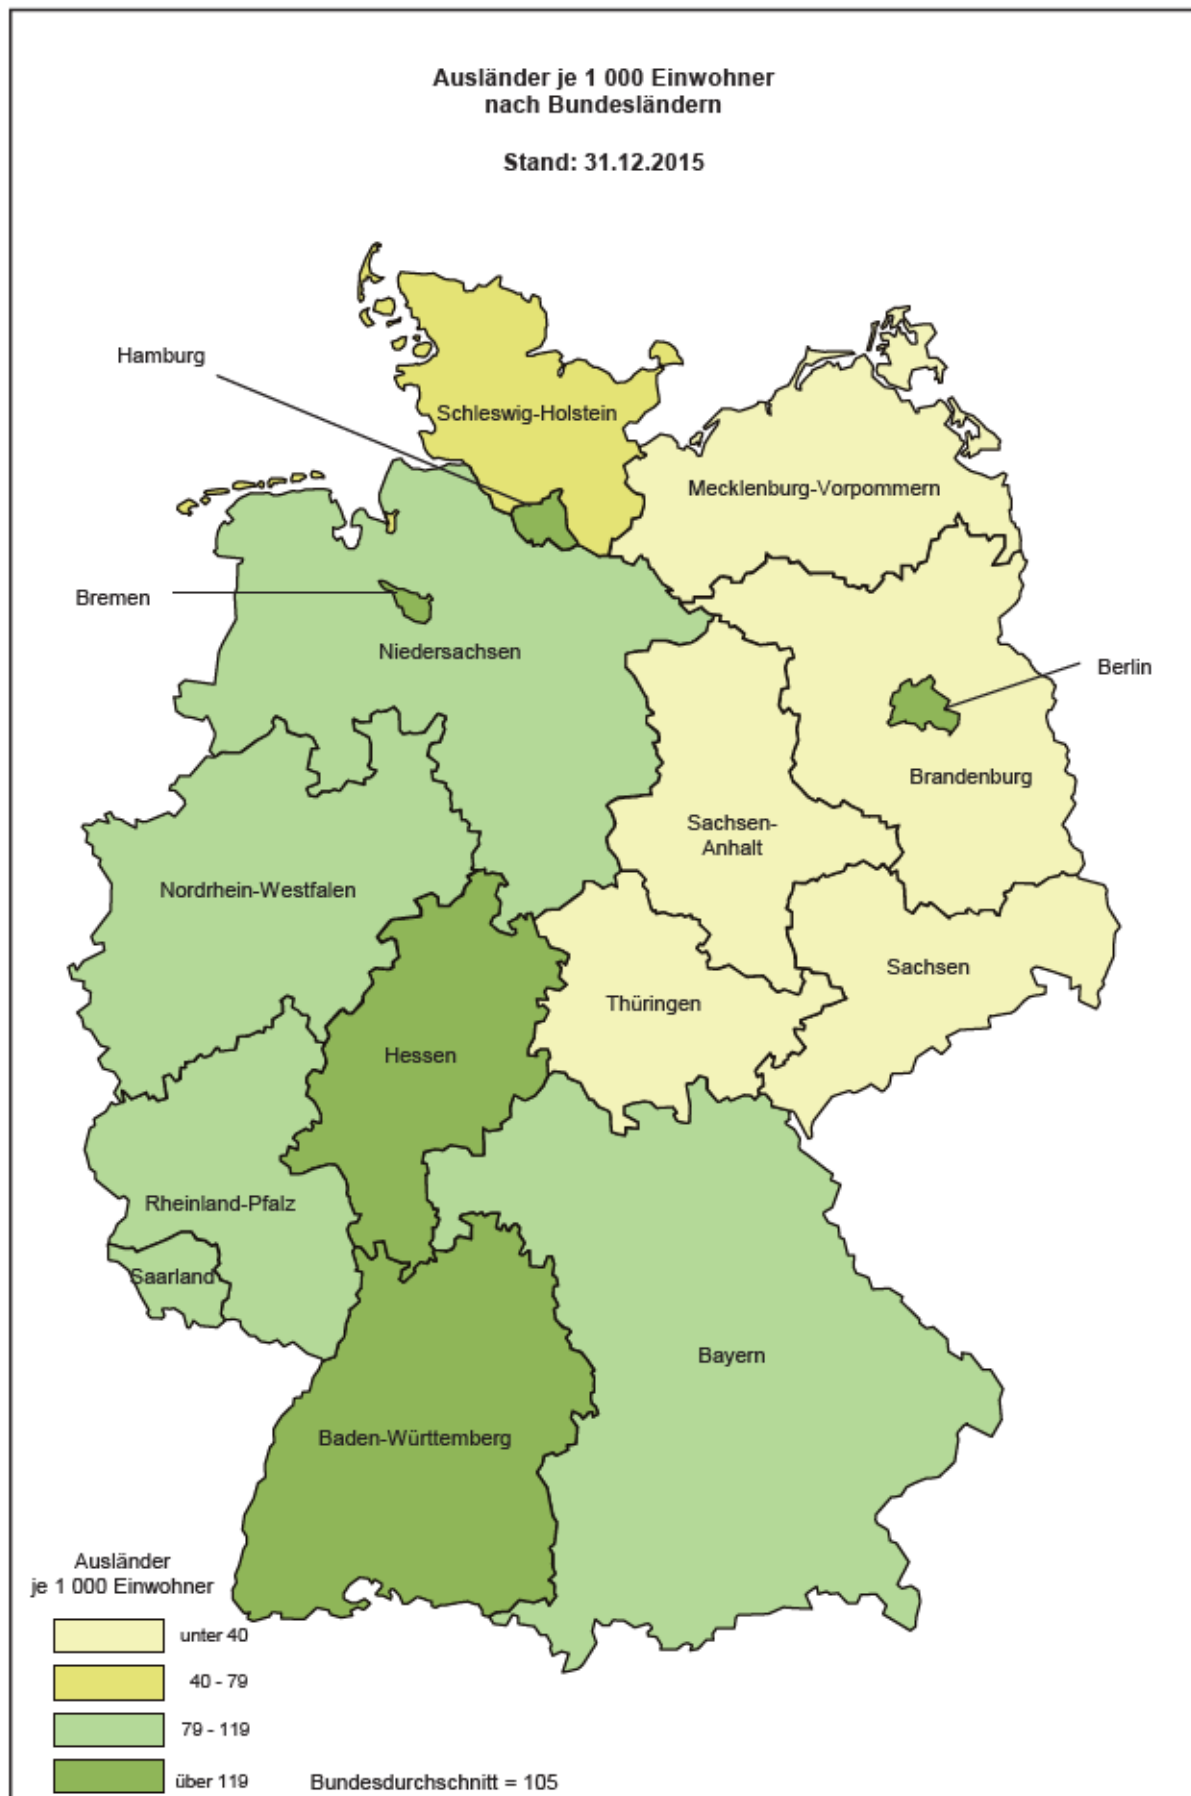 Ausländer je 1 000 Einwohner
nach Bundesländern
Stand: 31.12.2015
Hamburg
Schleswig-Holstein
Mecklenburg-Vorpommern
Bremen
Niedersachsen
Berlin
Brandenburg
Sachsen-
Anhalt
Nordrhein-Westfalen
Sachsen
Thüringen
Hessen
Rheinland-Pfalz
Saarland
Bayern
Baden-Württemberg
Ausländer
je 1 000 Einwohner
unter 40
40 - 79
79 - 119
über 119
Bundesdurchschnitt = 105